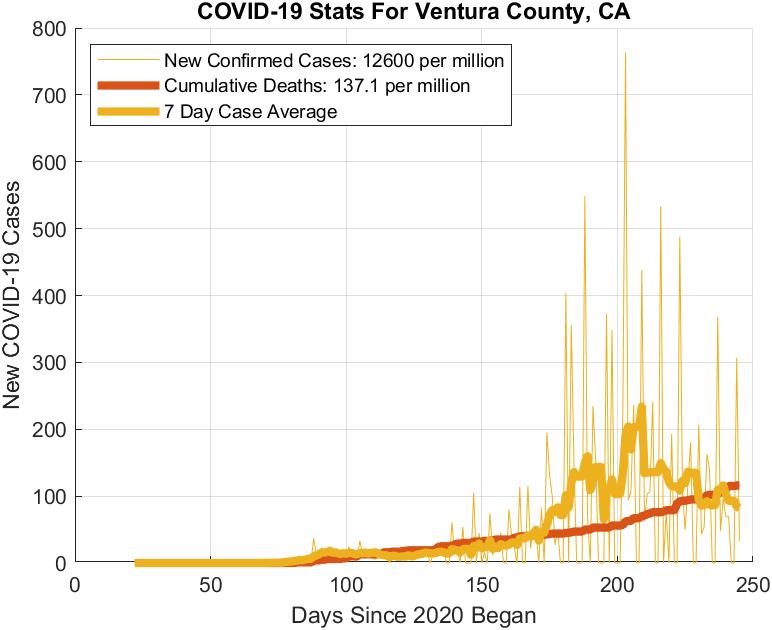 COVID-19 Stats For Ventura County, CA
New Confirmed Cases: 12600 per million
Cumulative Deaths: 137.1 per million
7 Day Case Average
New COVID-19 Cases
800
700
600
500
400
300
200
100
0
0 50 100 150 200 250
Days Since 2020 Began